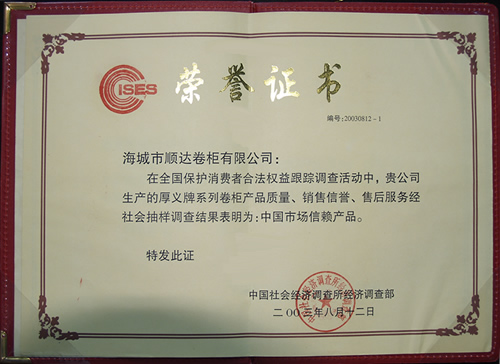 CISES
荣誉证书
编号:20030812-1
海城市顺达卷柜有限公司：
在全国保护消费者合法权益跟踪调查活动中，贵公司
生产的厚义牌系列卷柜产品质量、销售信誉、售后服务经
社会抽样调查结果表明为:中国市场信赖产品。
特发此证
中国社会经济调查所经济调查部
二〇〇三年八月十二日